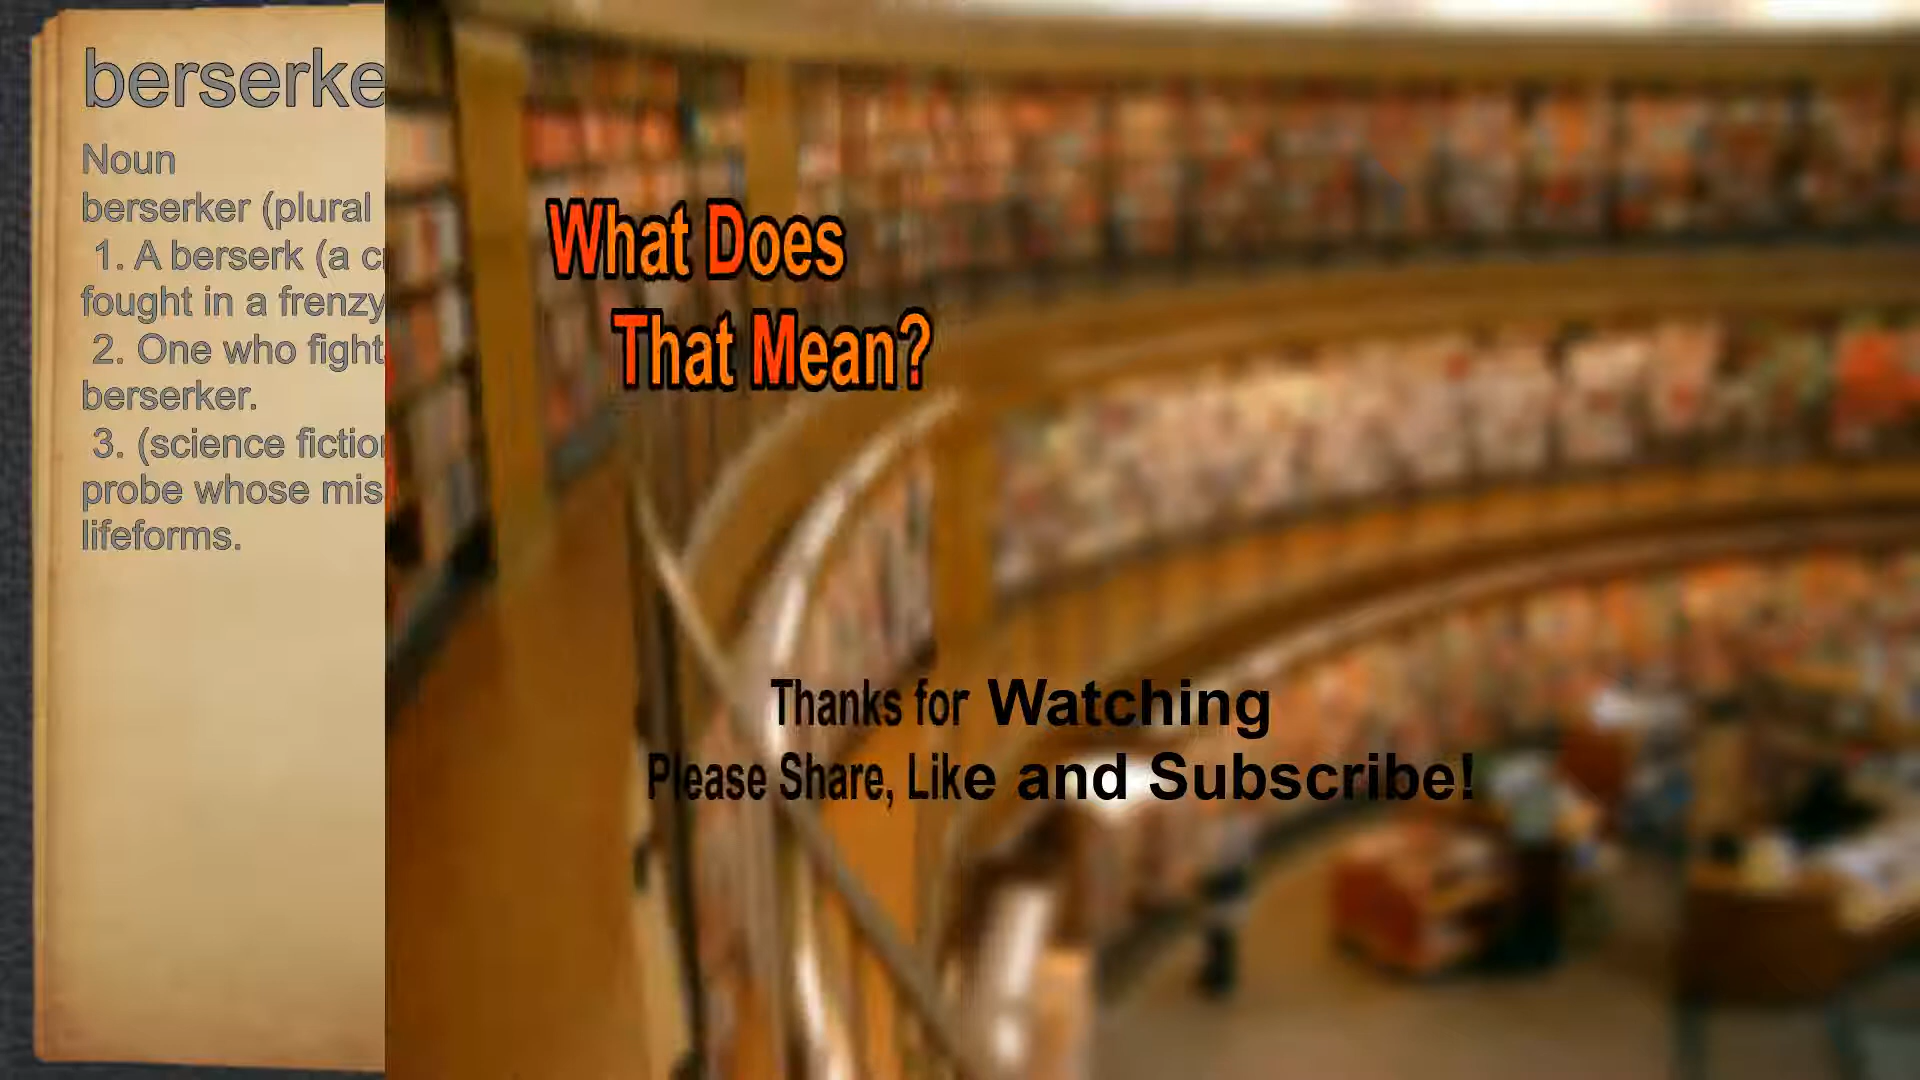 berserke
Noun
berserker (plural
1. A berserk (a c
fought in a frenzy
2. One who fight
berserker.
3. (science fiction
probe whose mis
lifeforms.
What Does
That Mean?
Thanks for Watching
Please Share, Like and Subscribe!